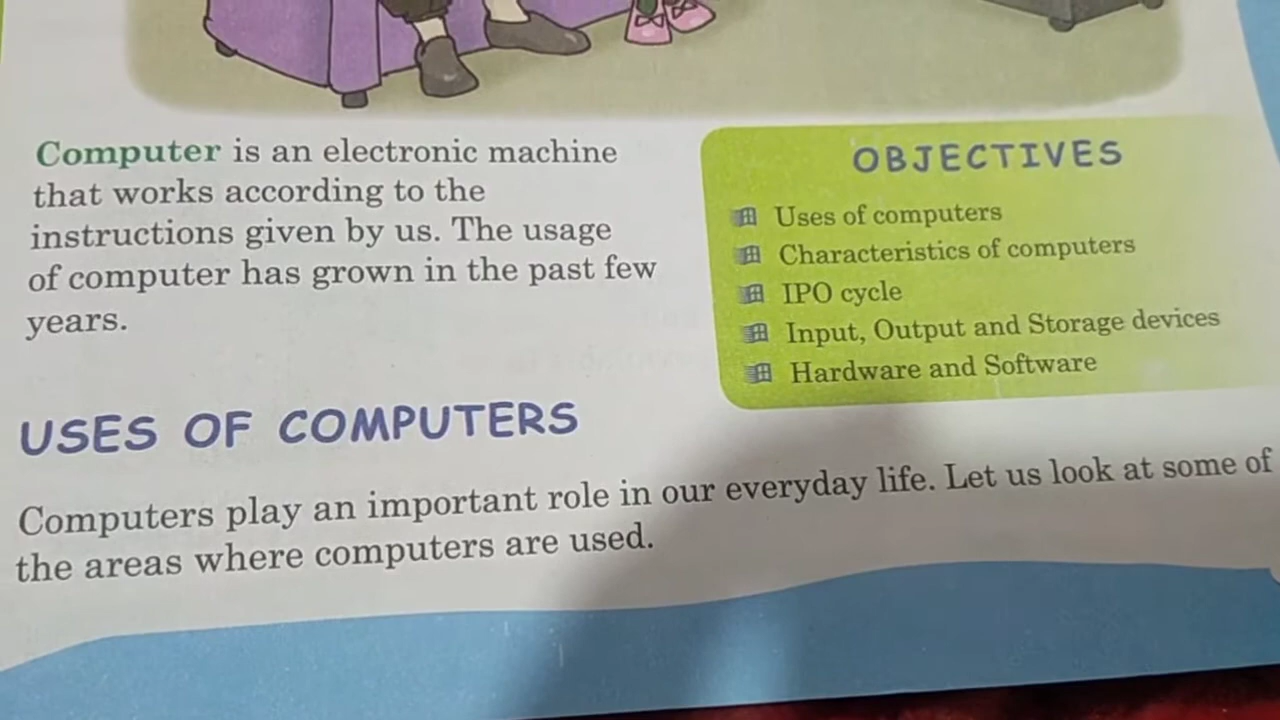 Computer is an electronic machine
that works according to the
instructions given by us. The usage
of computer has grown in the past few
years.
OBJECTIVES
Uses of computers
Characteristics of computers
IPO cycle
Input, Output and Storage devices
Hardware and Software
USES OF COMPUTERS
Computers play an important role in our everyday life. Let us look at some of
the areas where computers are used.